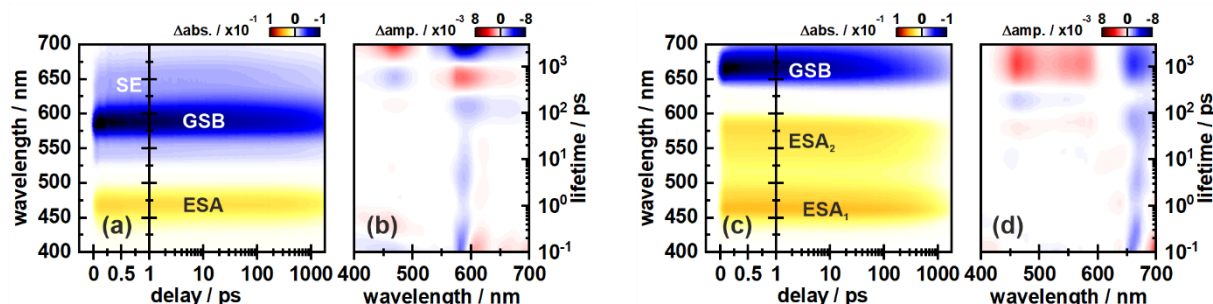 Δabs. / x10⁻¹ 1 0 -1
700
650
600
550
500
450
400
wavelength / nm
SE
GSB
ESA
(a)
0 0.5 1 10 100 1000
delay / ps
Δamp. / x10⁻³ 8 0 -8
10³
10²
10¹
10⁰
10⁻¹
lifetime / ps
(b)
400 500 600 700
wavelength / nm
Δabs. / x10⁻¹ 1 0 -1
700
650
600
550
500
450
400
wavelength / nm
GSB
ESA₂
ESA₁
(c)
0 0.5 1 10 100 1000
delay / ps
Δamp. / x10⁻³ 8 0 -8
10³
10²
10¹
10⁰
10⁻¹
lifetime / ps
(d)
400 500 600 700
wavelength / nm